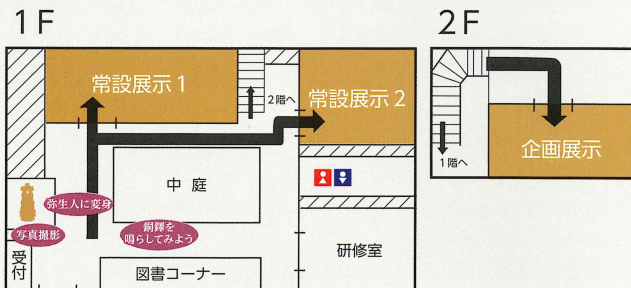 1F
2F
常設展示1
2階へ
常設展示2
1階へ
企画展示
中庭
弥生人に変身
写真撮影
銅鐸を
鳴らしてみよう
受付
図書コーナー
研修室